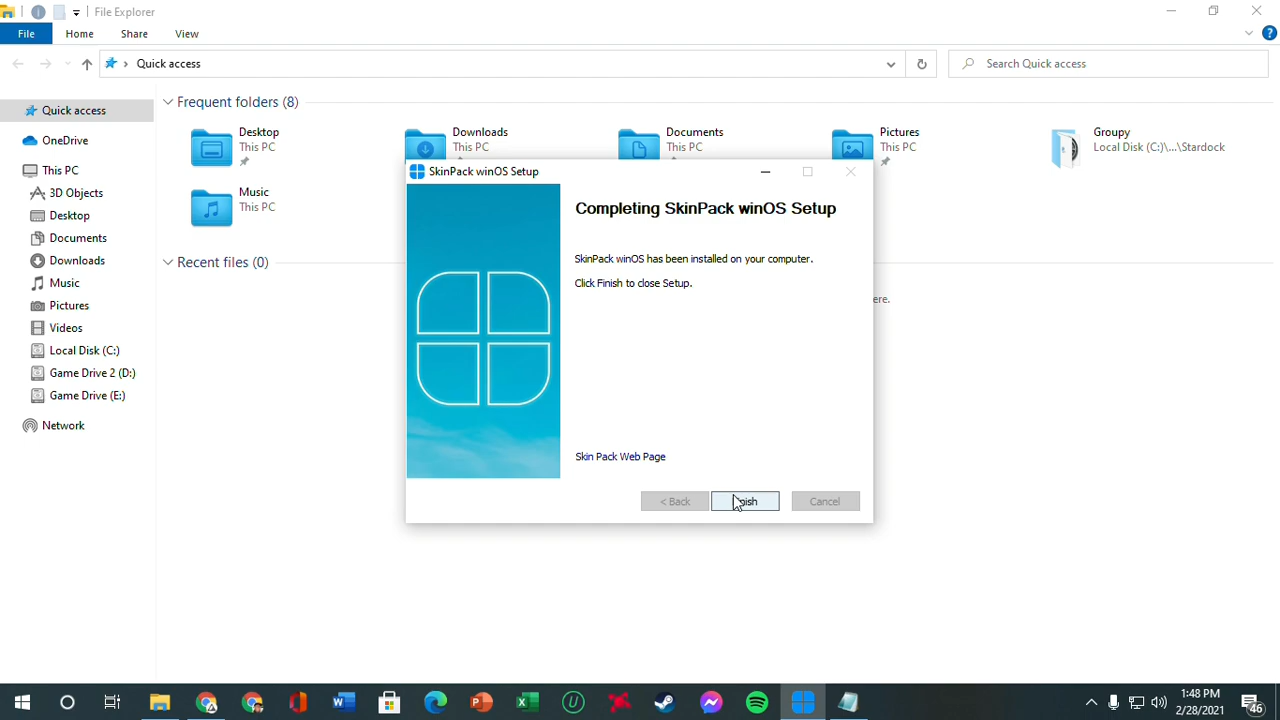 File Explorer
File Home Share View
Quick access
Search Quick access
Quick access
OneDrive
This PC
3D Objects
Desktop
Documents
Downloads
Music
Pictures
Videos
Local Disk (C:)
Game Drive 2 (D:)
Game Drive (E:)
Network
Frequent folders (8)
Desktop
This PC
Downloads
This PC
Documents
This PC
Pictures
This PC
Groupy
Local Disk (C:)\...\Stardock
Music
This PC
Recent files (0)
ere.
SkinPack winOS Setup
Completing SkinPack winOS Setup
SkinPack winOS has been installed on your computer.
Click Finish to close Setup.
Skin Pack Web Page
< Back Finish Cancel
1:48 PM
2/28/2021
46